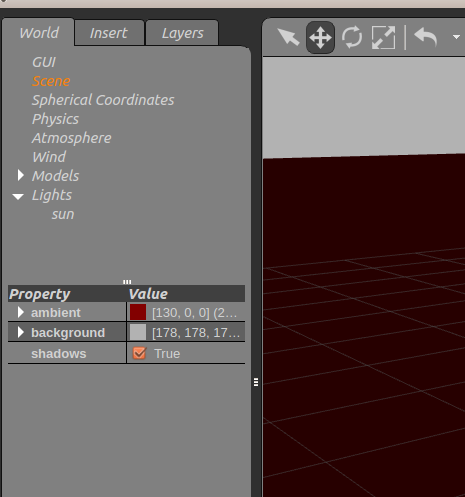 World Insert Layers
GUI
Scene
Spherical Coordinates
Physics
Atmosphere
Wind
Models
Lights
sun
Property Value
ambient [130, 0, 0] (2...
background [178, 178, 17...
shadows True